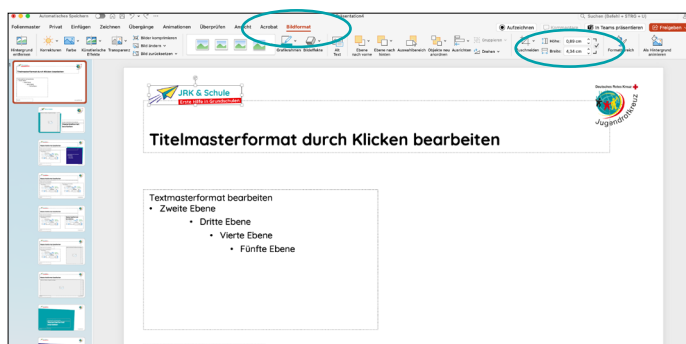 Automatisches Speichern
Präsentation4
Suchen (Befehl + STRG + U)
Folienmaster Privat Einfügen Zeichnen Übergänge Animationen Überprüfen Ansicht Acrobat Bildformat
Aufzeichnen Kommentare In Teams präsentieren Freigeben
Hintergrund entfernen
Korrekturen Farbe Künstlerische Effekte Transparenz
Bilder komprimieren
Bild ändern
Bild zurücksetzen
Grafikrahmen Bildeffekte
Alt Text
Ebene nach vorne
Ebene nach hinten
Auswahlbereich
Objekte neu anordnen
Ausrichten
Gruppieren
Drehen
Zuschneiden
Höhe: 0,69 cm
Breite: 4,34 cm
Formatbereich
Als Hintergrund animieren
JRK & Schule
Erste Hilfe in Grundschulen
Deutsches Rotes Kreuz
Jugendrotkreuz
Titelmasterformat durch Klicken bearbeiten
Textmasterformat bearbeiten
• Zweite Ebene
• Dritte Ebene
• Vierte Ebene
• Fünfte Ebene